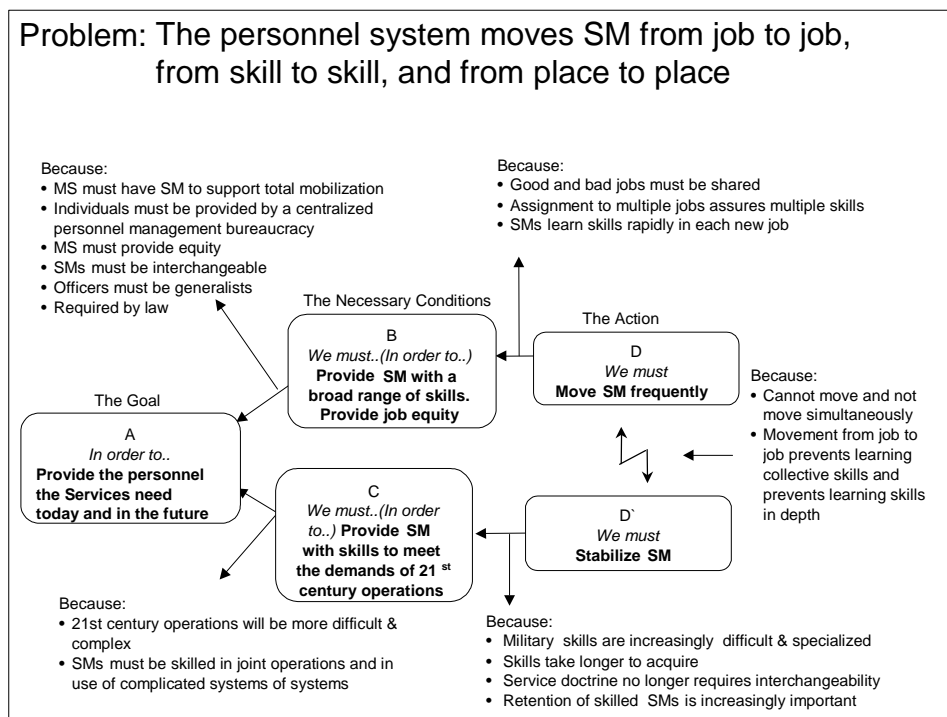 Problem: The personnel system moves SM from job to job,
from skill to skill, and from place to place
Because:
• MS must have SM to support total mobilization
• Individuals must be provided by a centralized
personnel management bureaucracy
• MS must provide equity
• SMs must be interchangeable
• Officers must be generalists
• Required by law
Because:
• Good and bad jobs must be shared
• Assignment to multiple jobs assures multiple skills
• SMs learn skills rapidly in each new job
The Necessary Conditions
B
We must..(In order to..)
Provide SM with a
broad range of skills.
Provide job equity
The Action
D
We must
Move SM frequently
Because:
• Cannot move and not
move simultaneously
• Movement from job to
job prevents learning
collective skills and
prevents learning skills
in depth
The Goal
A
In order to..
Provide the personnel
the Services need
today and in the future
C
We must..(In order
to..) Provide SM
with skills to meet
the demands of 21 st
century operations
D`
We must
Stabilize SM
Because:
• 21st century operations will be more difficult &
complex
• SMs must be skilled in joint operations and in
use of complicated systems of systems
Because:
• Military skills are increasingly difficult & specialized
• Skills take longer to acquire
• Service doctrine no longer requires interchangeability
• Retention of skilled SMs is increasingly important